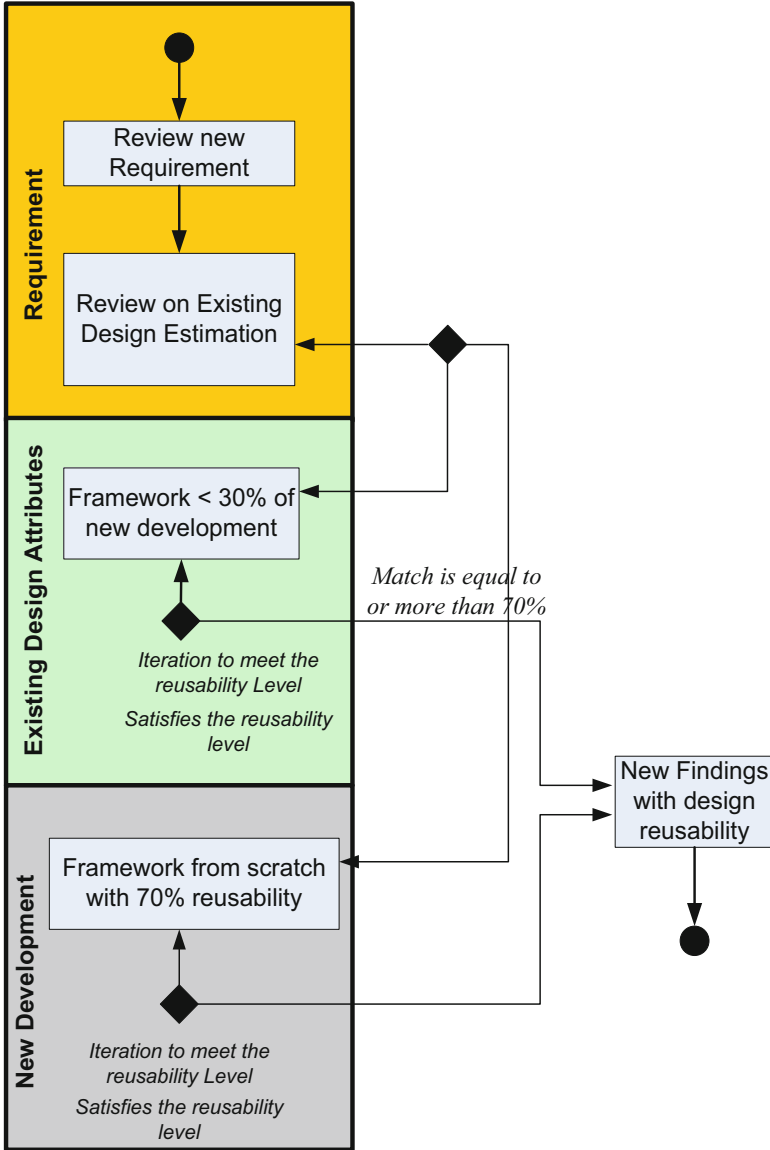 Requirement
Review new
Requirement
Review on Existing
Design Estimation
Existing Design Attributes
Framework < 30% of
new development
Match is equal to
or more than 70%
Iteration to meet the
reusability Level
Satisfies the reusability
level
New Findings
with design
reusability
New Development
Framework from scratch
with 70% reusability
Iteration to meet the
reusability Level
Satisfies the reusability
level